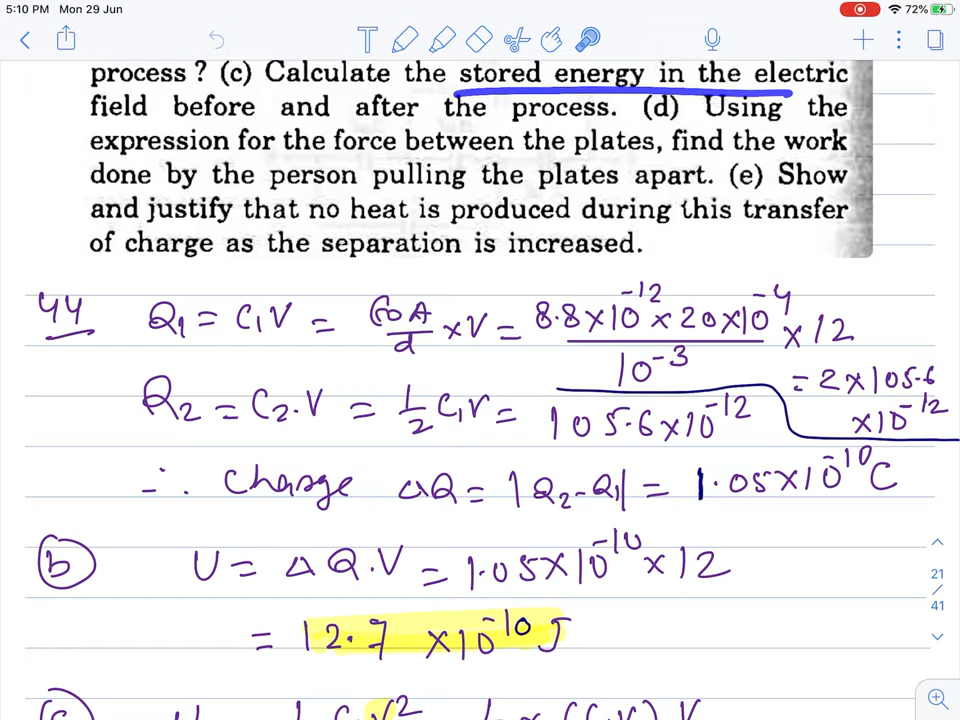 5:10 PM Mon 29 Jun 72%
process ? (c) Calculate the stored energy in the electric
field before and after the process. (d) Using the
expression for the force between the plates, find the work
done by the person pulling the plates apart. (e) Show
and justify that no heat is produced during this transfer
of charge as the separation is increased.
44 Q₁ = C₁V = ϵ₀A/d × V = 8.8×10⁻¹² × 20×10⁻⁴ / 10⁻³ × 12
= 2×105.6 ×10⁻¹²
Q₂ = C₂.V = 1/2 C₁V = 105.6×10⁻¹²
∴ Charge ΔQ = |Q₂-Q₁| = 1.05×10⁻¹⁰ C
(b) U = ΔQ.V = 1.05×10⁻¹⁰ × 12
= 12.7 ×10⁻¹⁰ J
21
/
41